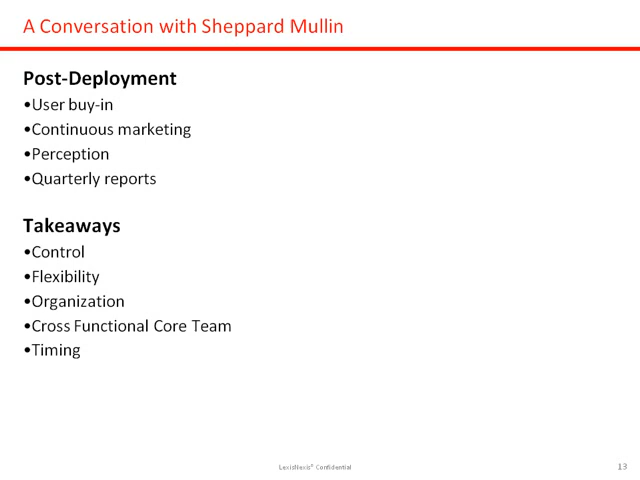 A Conversation with Sheppard Mullin
Post-Deployment
•User buy-in
•Continuous marketing
•Perception
•Quarterly reports
Takeaways
•Control
•Flexibility
•Organization
•Cross Functional Core Team
•Timing
LexisNexis® Confidential
13